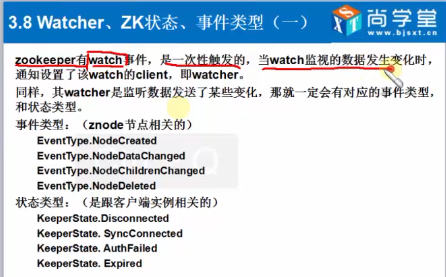 3.8 Watcher、ZK状态、事件类型（一）
尚学堂
www.bjsxt.cn
zookeeper有watch事件，是一次性触发的，当watch监视的数据发生变化时，
通知设置了该watch的client，即watcher。
同样，其watcher是监听数据发送了某些变化，那就一定会有对应的事件类型，
和状态类型。
事件类型：（znode节点相关的）
EventType.NodeCreated
EventType.NodeDataChanged
EventType.NodeChildrenChanged
EventType.NodeDeleted
状态类型：（是跟客户端实例相关的）
KeeperState.Disconnected
KeeperState. SyncConnected
KeeperState. AuthFailed
KeeperState. Expired